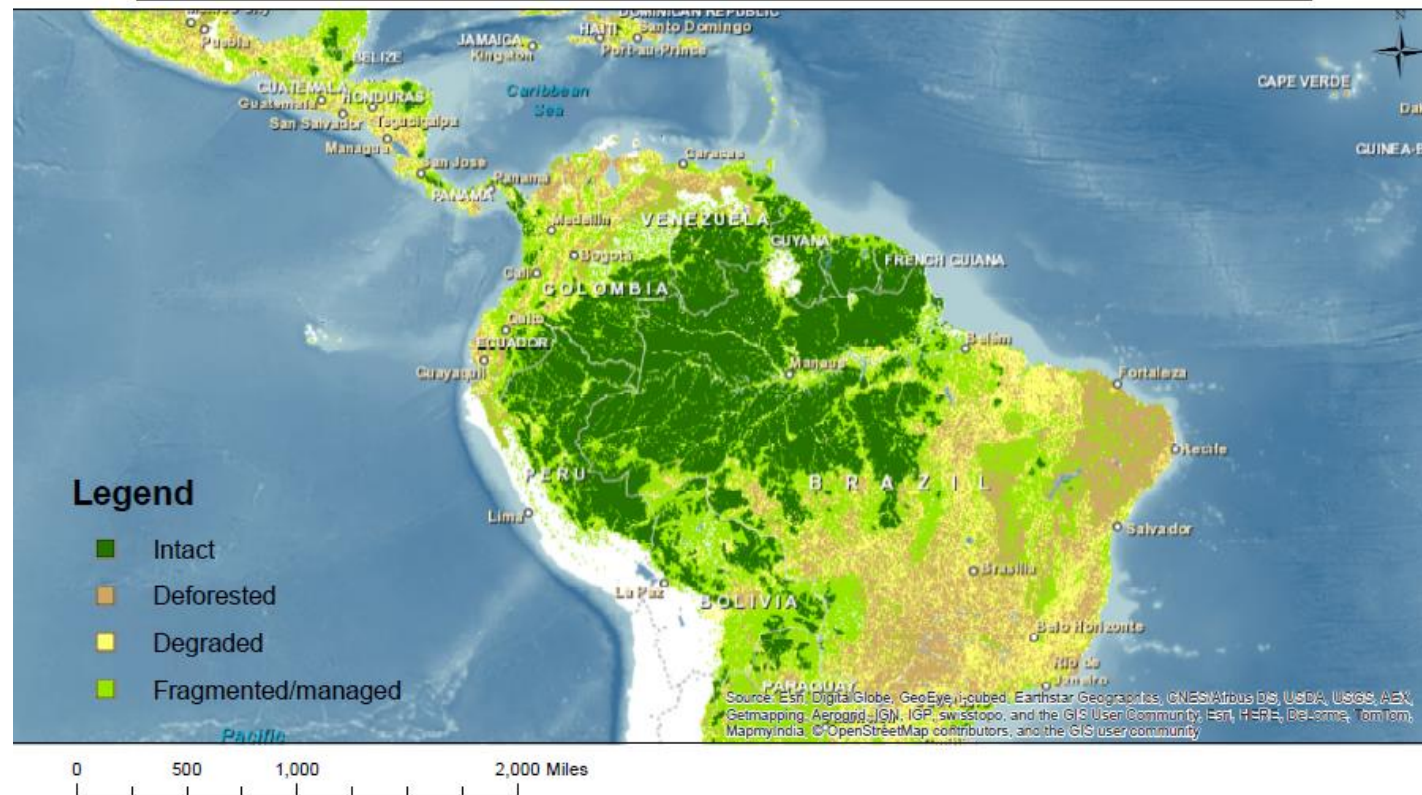 Puebla
BELIZE
GUATEMALA
Guatemala
HONDURAS
San Salvador
Tegucigalpa
Managua
San Jose
Panama
PANAMA
JAMAICA
Kingston
HAITI
Port-au-Prince
DOMINICAN REPUBLIC
Santo Domingo
Caribbean
Sea
CAPE VERDE
Caracas
VENEZUELA
GUYANA
FRENCH GUIANA
Medellin
Bogota
Cali
COLOMBIA
Quito
ECUADOR
Guayaquil
Manaus
Belém
Fortaleza
Recife
PERU
BRAZIL
Lima
Salvador
Brasilia
La Paz
BOLIVIA
Belo Horizonte
Rio de
Janeiro
PARAGUAY
Pacific
Legend
Intact
Deforested
Degraded
Fragmented/managed
Source: Esri, DigitalGlobe, GeoEye, i-cubed, Earthstar Geographics, CNES/Airbus DS, USDA, USGS, AEX,
Getmapping, Aerogrid, IGN, IGP, swisstopo, and the GIS User Community, Esri, HERE, DeLorme, TomTom,
MapmyIndia, © OpenStreetMap contributors, and the GIS user community
0 500 1,000 2,000 Miles